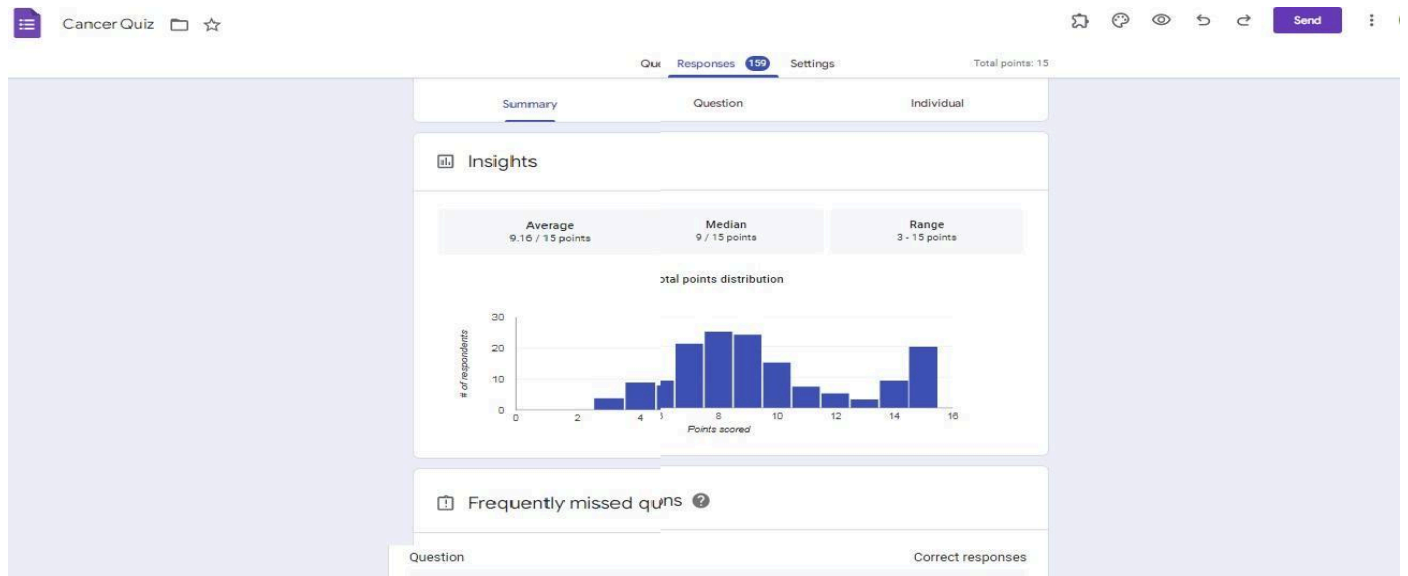 Cancer Quiz
Send
Que Responses 159 Settings
Total points: 15
Summary Question Individual
Insights
Average Median Range
9.16 / 15 points 9 / 15 points 3 - 15 points
otal points distribution
# of respondents
30
20
10
0
0 2 4 8 10 12 14 16
Points scored
Frequently missed quns
Question Correct responses